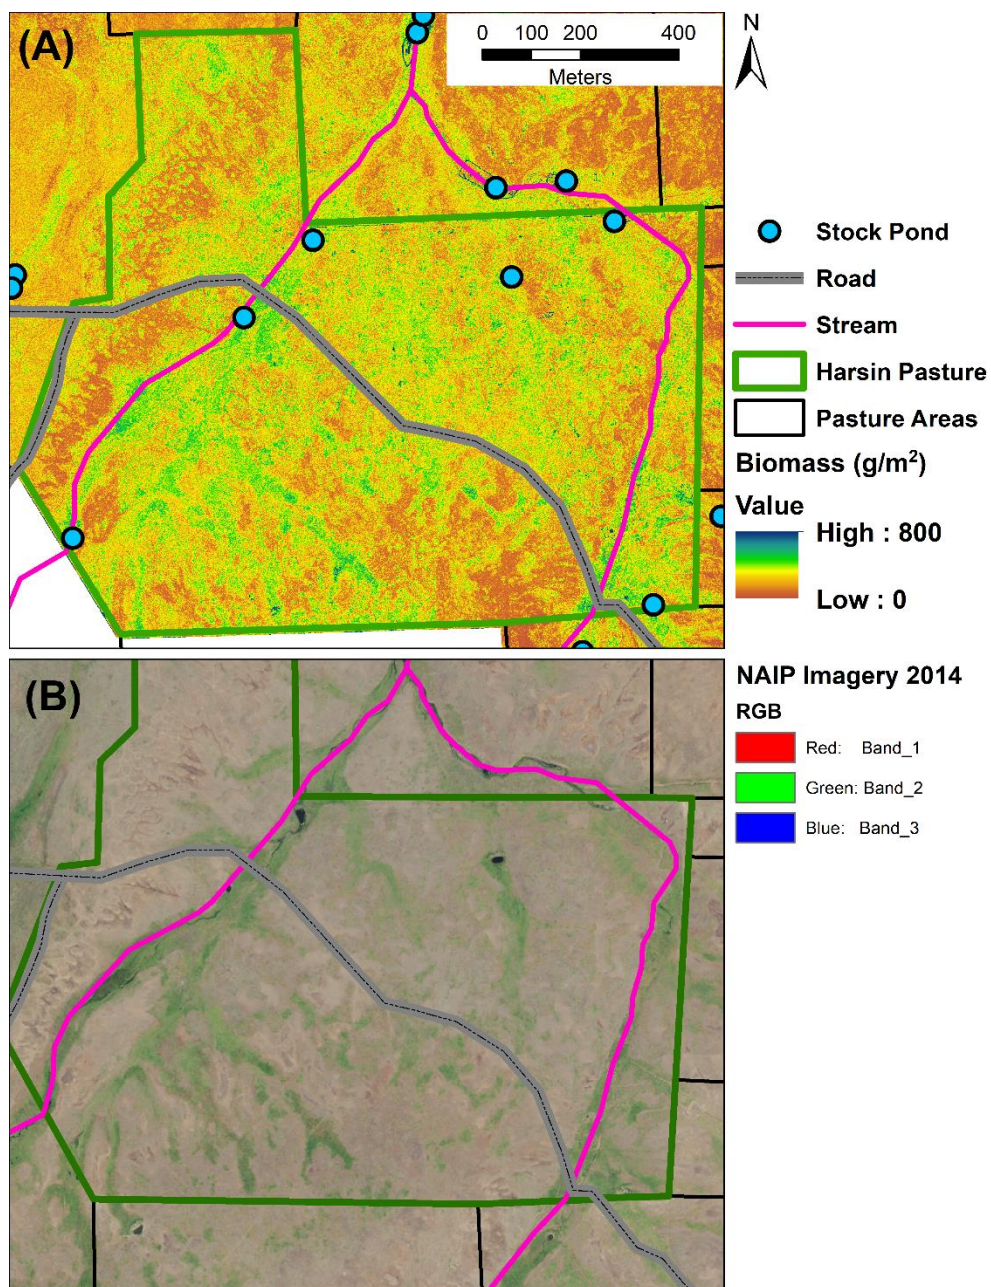 (A)
0 100 200 400
Meters
N
Stock Pond
Road
Stream
Harsin Pasture
Pasture Areas
Biomass (g/m²)
Value
High : 800
Low : 0
(B)
NAIP Imagery 2014
RGB
Red: Band_1
Green: Band_2
Blue: Band_3